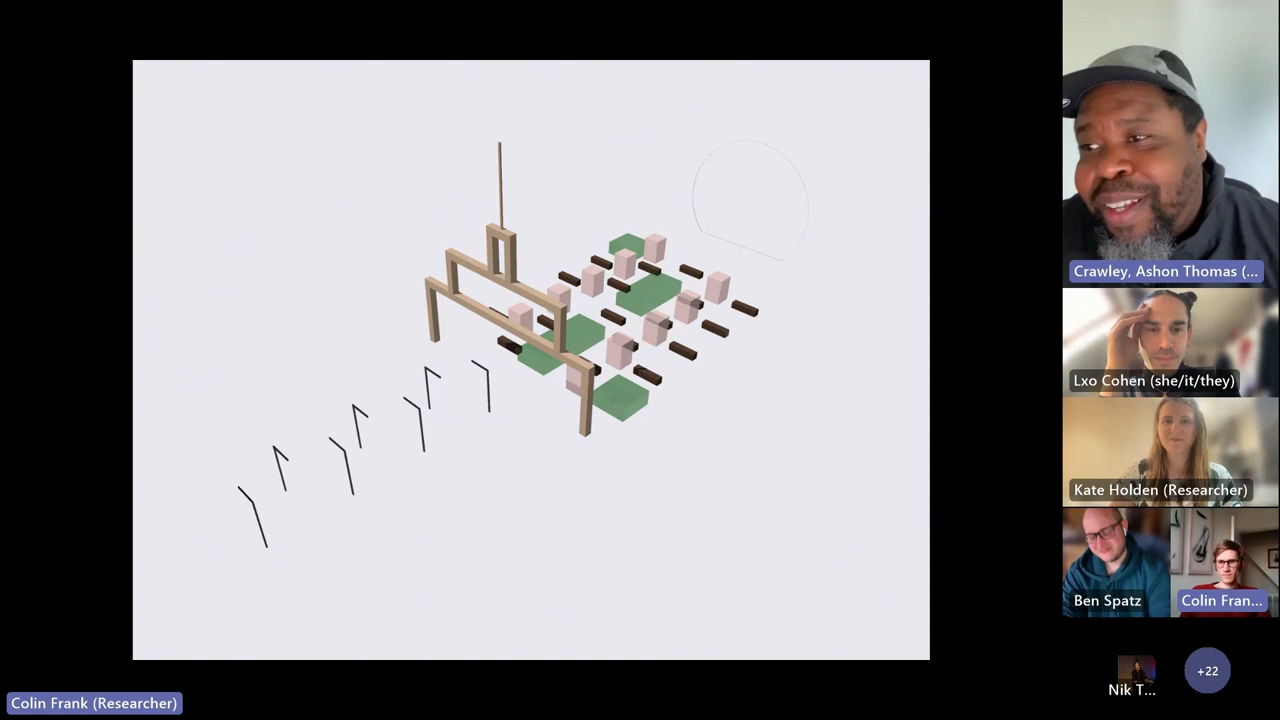 Crawley, Ashon Thomas (...
Lxo Cohen (she/it/they)
Kate Holden (Researcher)
Ben Spatz
Colin Fran...
Nik T...
+22
Colin Frank (Researcher)